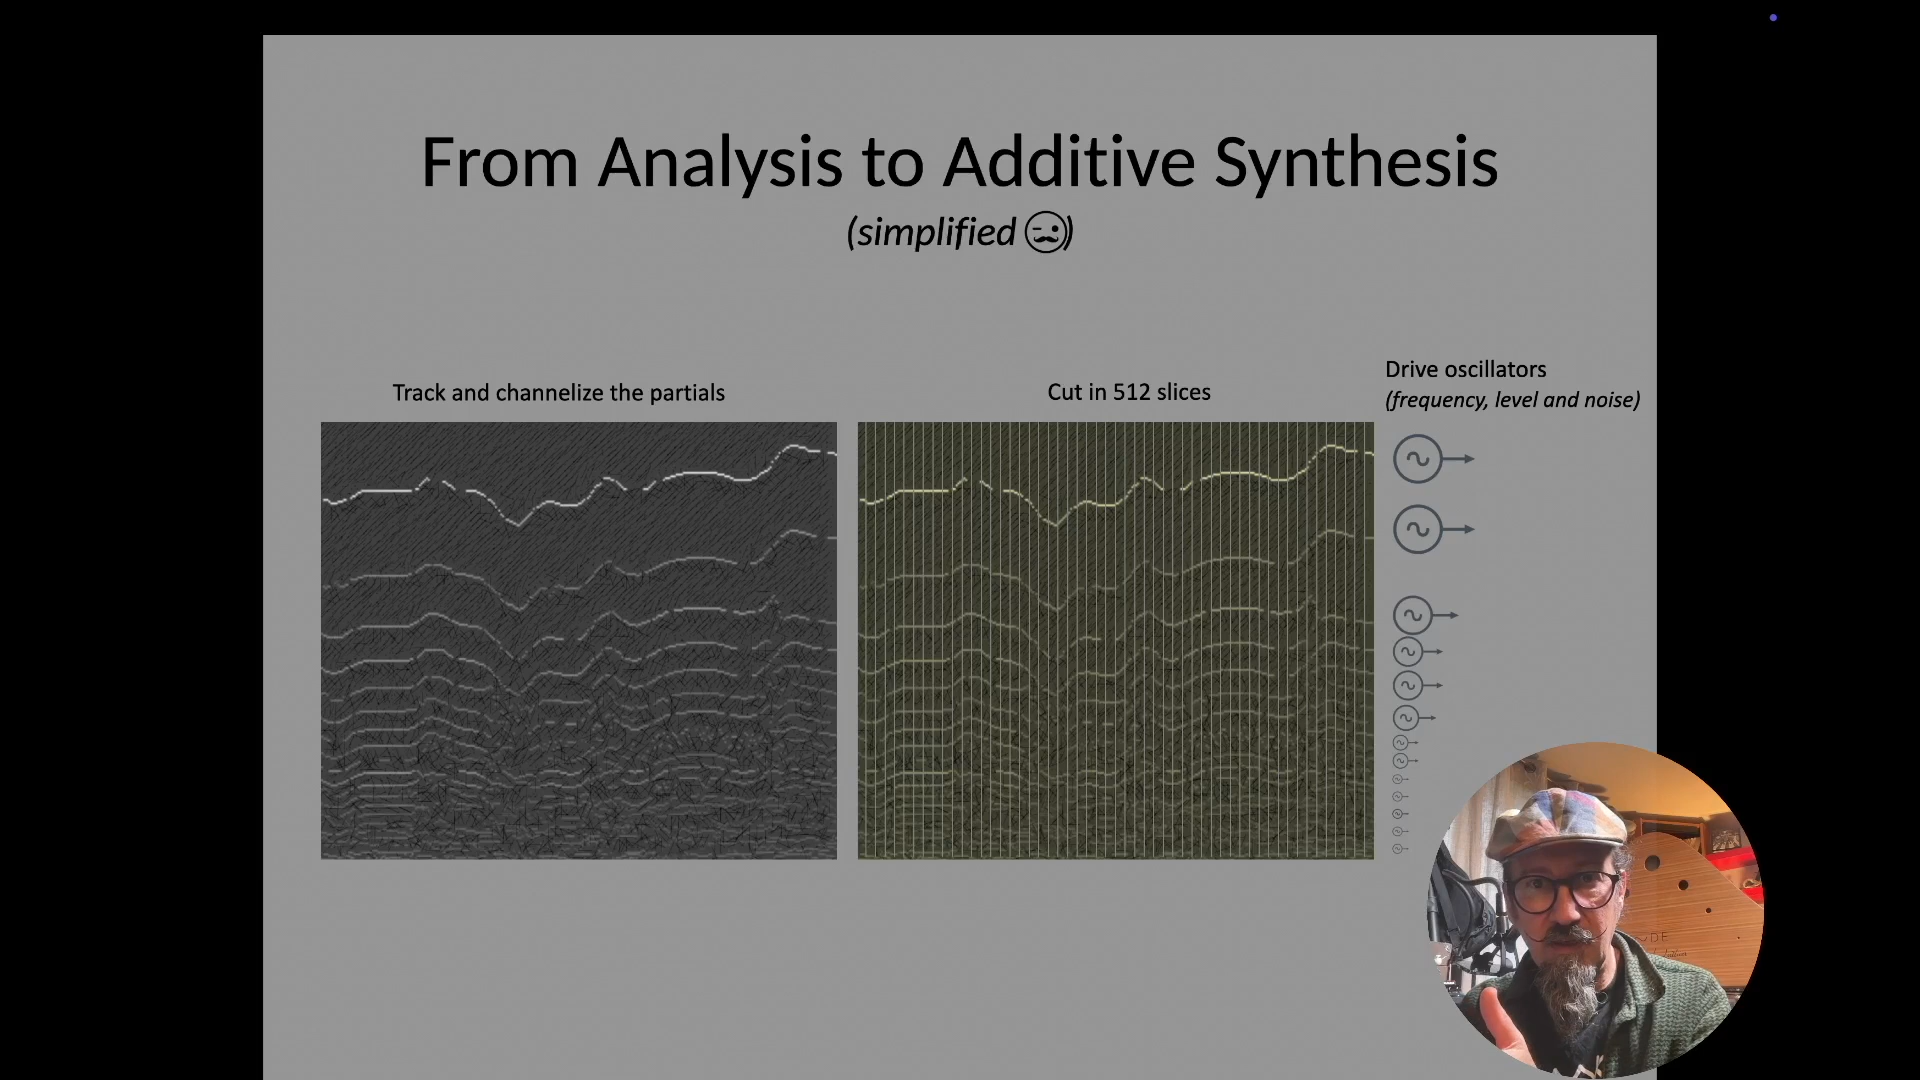 From Analysis to Additive Synthesis
(simplified )
Track and channelize the partials
Cut in 512 slices
Drive oscillators
(frequency, level and noise)